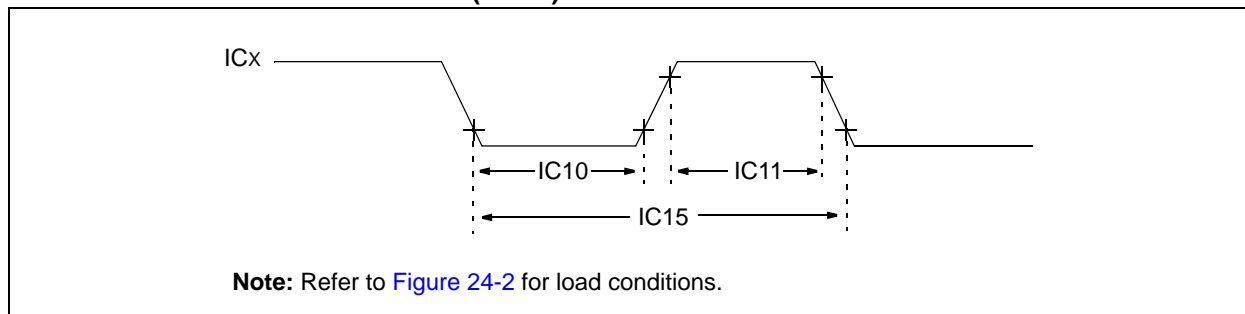 ICx
IC10
IC11
IC15
Note: Refer to Figure 24-2 for load conditions.